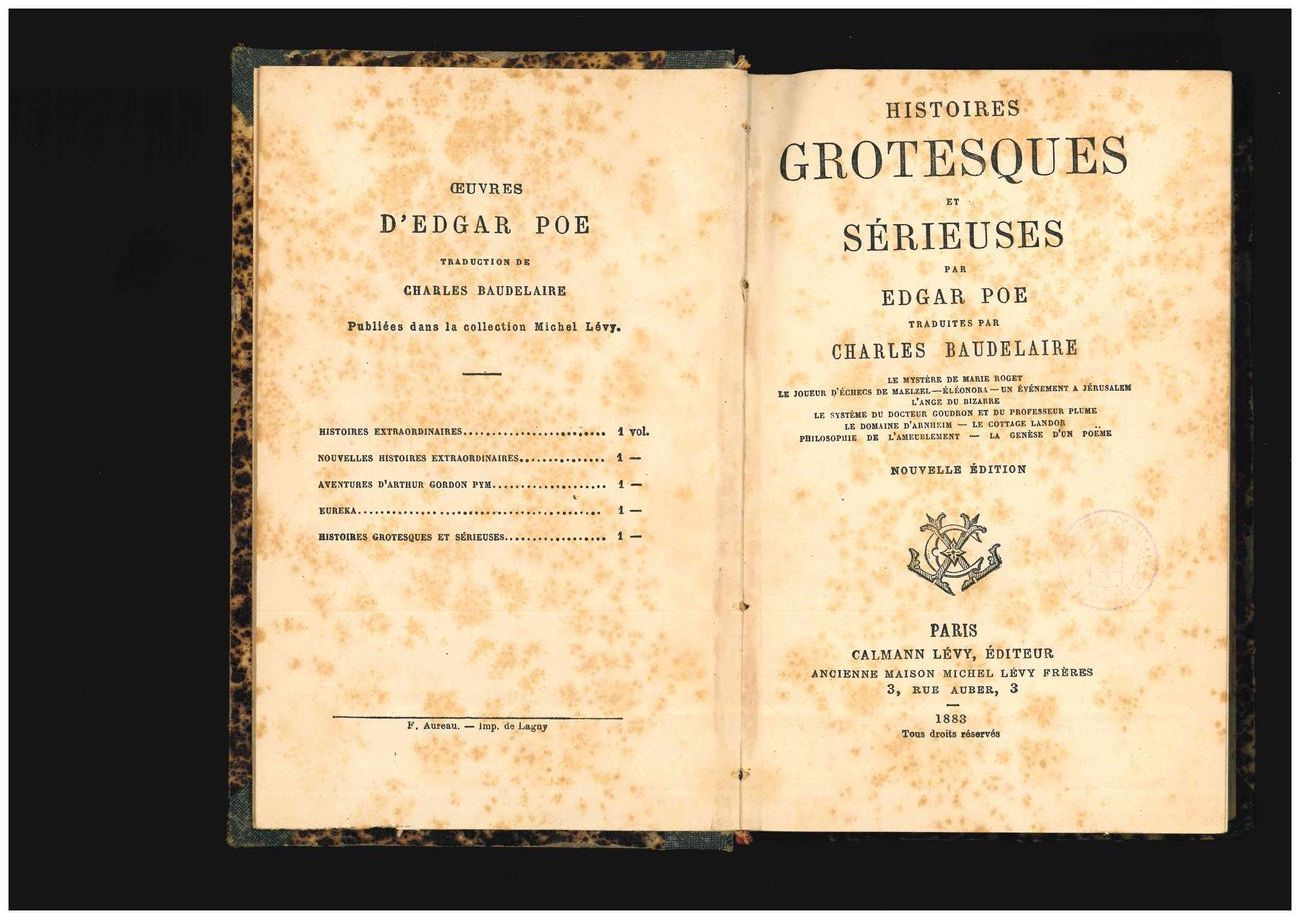 ŒUVRES
D'EDGAR POE
TRADUCTION DE
CHARLES BAUDELAIRE
Publiées dans la collection Michel Lévy.
HISTOIRES EXTRAORDINAIRES........................ 1 vol.
NOUVELLES HISTOIRES EXTRAORDINAIRES.............. 1 —
AVENTURES D'ARTHUR GORDON PYM................... 1 —
EUREKA......................................... 1 —
HISTOIRES GROTESQUES ET SÉRIEUSES................. 1 —
F. Aureau. — Imp. de Lagny
HISTOIRES
GROTESQUES
ET
SÉRIEUSES
PAR
EDGAR POE
TRADUITES PAR
CHARLES BAUDELAIRE
LE MYSTÈRE DE MARIE ROGET
LE JOUEUR D'ÉCHECS DE MAELZEL—ÉLÉONORA—UN ÉVÉNEMENT A JÉRUSALEM
L'ANGE DU BIZARRE
LE SYSTÈME DU DOCTEUR GOUDRON ET DU PROFESSEUR PLUME
LE DOMAINE D'ARNHEIM — LE COTTAGE LANDOR
PHILOSOPHIE DE L'AMEUBLEMENT — LA GENÈSE D'UN POËME
NOUVELLE ÉDITION
PARIS
CALMANN LÉVY, ÉDITEUR
ANCIENNE MAISON MICHEL LÉVY FRÈRES
3, RUE AUBER, 3
1883
Tous droits réservés